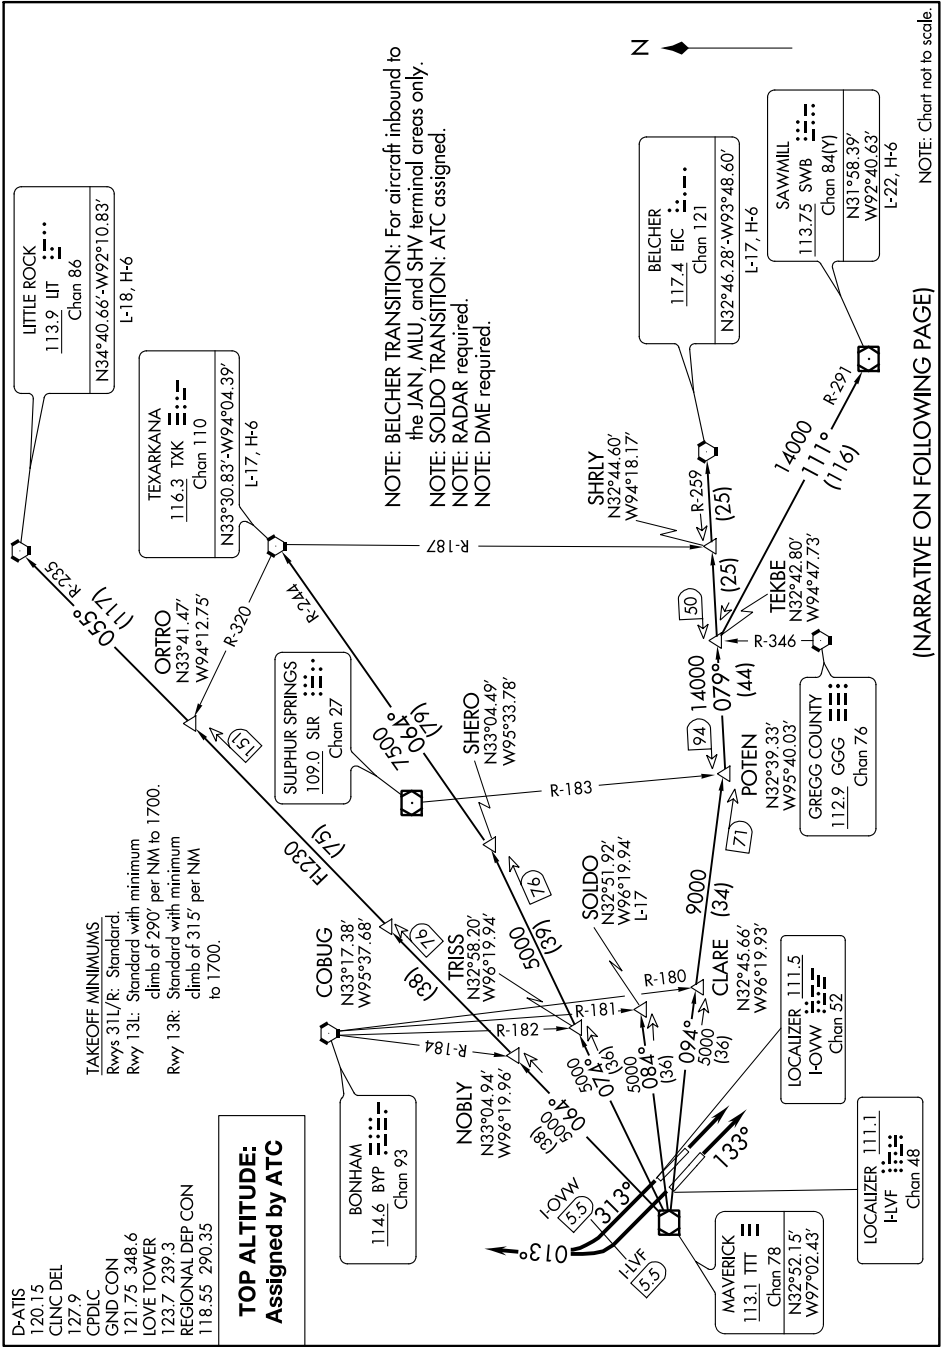 D-ATIS
120.15
CLNC DEL
127.9
CPDLC
GND CON
121.75 348.6
LOVE TOWER
123.7 239.3
REGIONAL DEP CON
118.55 290.35
TOP ALTITUDE:
Assigned by ATC
TAKEOFF MINIMUMS
Rwys 31L/R: Standard.
Rwy 13L: Standard with minimum
climb of 290' per NM to 1700.
Rwy 13R: Standard with minimum
climb of 315' per NM
to 1700.
LITTLE ROCK
113.9 LIT
Chan 86
N34°40.66'-W92°10.83'
L-18, H-6
TEXARKANA
116.3 TXK
Chan 110
N33°30.83'-W94°04.39'
L-17, H-6
NOTE: BELCHER TRANSITION: For aircraft inbound to
the JAN, MLU, and SHV terminal areas only.
NOTE: SOLDO TRANSITION: ATC assigned.
NOTE: RADAR required.
NOTE: DME required.
N
BONHAM
114.6 BYP
Chan 93
SULPHUR SPRINGS
109.0 SLR
Chan 27
BELCHER
117.4 EIC
Chan 121
N32°46.28'-W93°48.60'
L-17, H-6
SAWMILL
113.75 SWB
Chan 84(Y)
N31°58.39'
W92°40.63'
L-22, H-6
GREGG COUNTY
112.9 GGG
Chan 76
MAVERICK
113.1 TTT
Chan 78
N32°52.15'
W97°02.43'
LOCALIZER 111.1
I-LVF
Chan 48
LOCALIZER 111.5
I-OVW
Chan 52
ORTRO
N33°41.47'
W94°12.75'
COBUG
N33°17.38'
W95°37.68'
NOBLY
N33°04.94'
W96°19.96'
TRISS
N32°58.20'
W96°19.94'
SHERO
N33°04.49'
W95°33.78'
SOLDO
N32°51.92'
W96°19.94'
L-17
CLARE
N32°45.66'
W96°19.93'
POTEN
N32°39.33'
W95°40.03'
TEKBE
N32°42.80'
W94°47.73'
SHRLY
N32°44.60'
W94°18.17'
R-235
055°
(117)
R-320
151
FL230
(75)
76
(38)
R-244
064°
7500
(79)
76
5000
(39)
R-187
R-183
R-184
R-182
R-181
R-180
064°
5000
(38)
074°
5000
(36)
084°
5000
(36)
094°
5000
(36)
9000
(34)
71
94
14000
079°
(44)
50
(25)
R-259
(25)
R-346
14000
111°
(116)
R-291
013°
313°
133°
I-OVW
5.5
I-LVF
5.5
(NARRATIVE ON FOLLOWING PAGE)
NOTE: Chart not to scale.